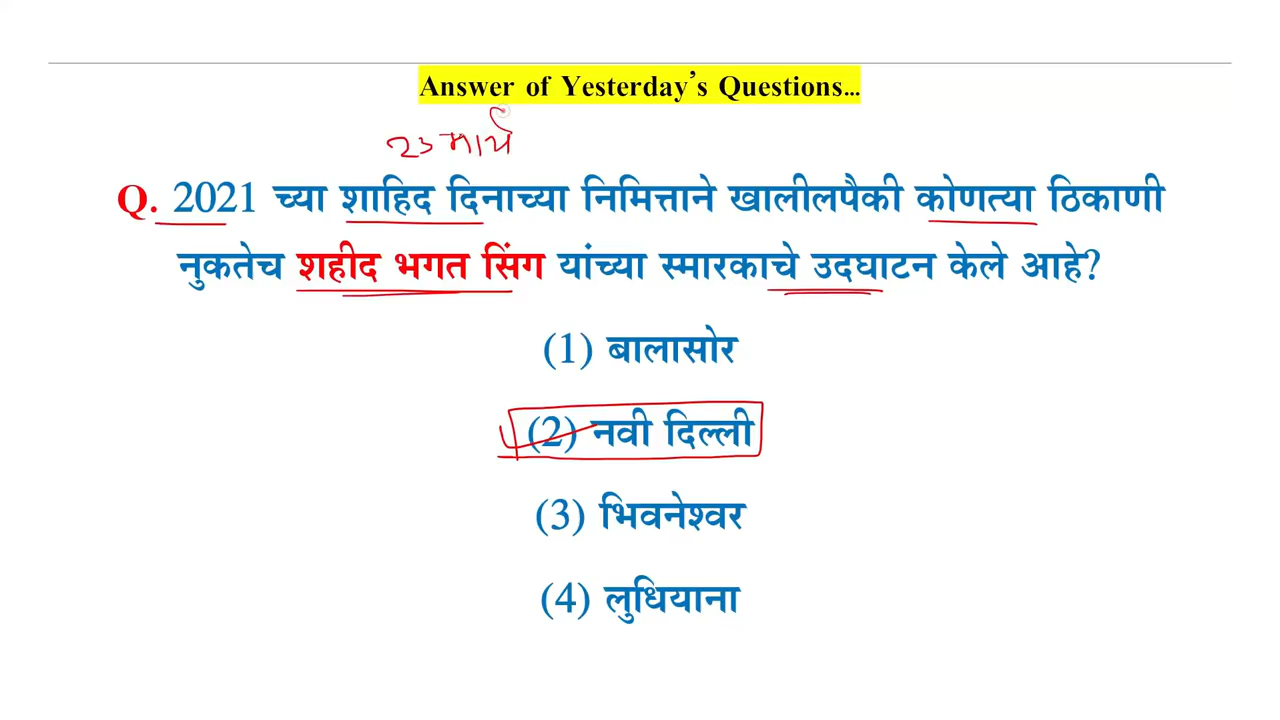 Answer of Yesterday's Questions...
२३ मार्च
Q. 2021 च्या शाहिद दिनाच्या निमित्ताने खालीलपैकी कोणत्या ठिकाणी
नुकतेच शहीद भगत सिंग यांच्या स्मारकाचे उदघाटन केले आहे?
(1) बालासोर
(2) नवी दिल्ली
(3) भिवनेश्वर
(4) लुधियाना